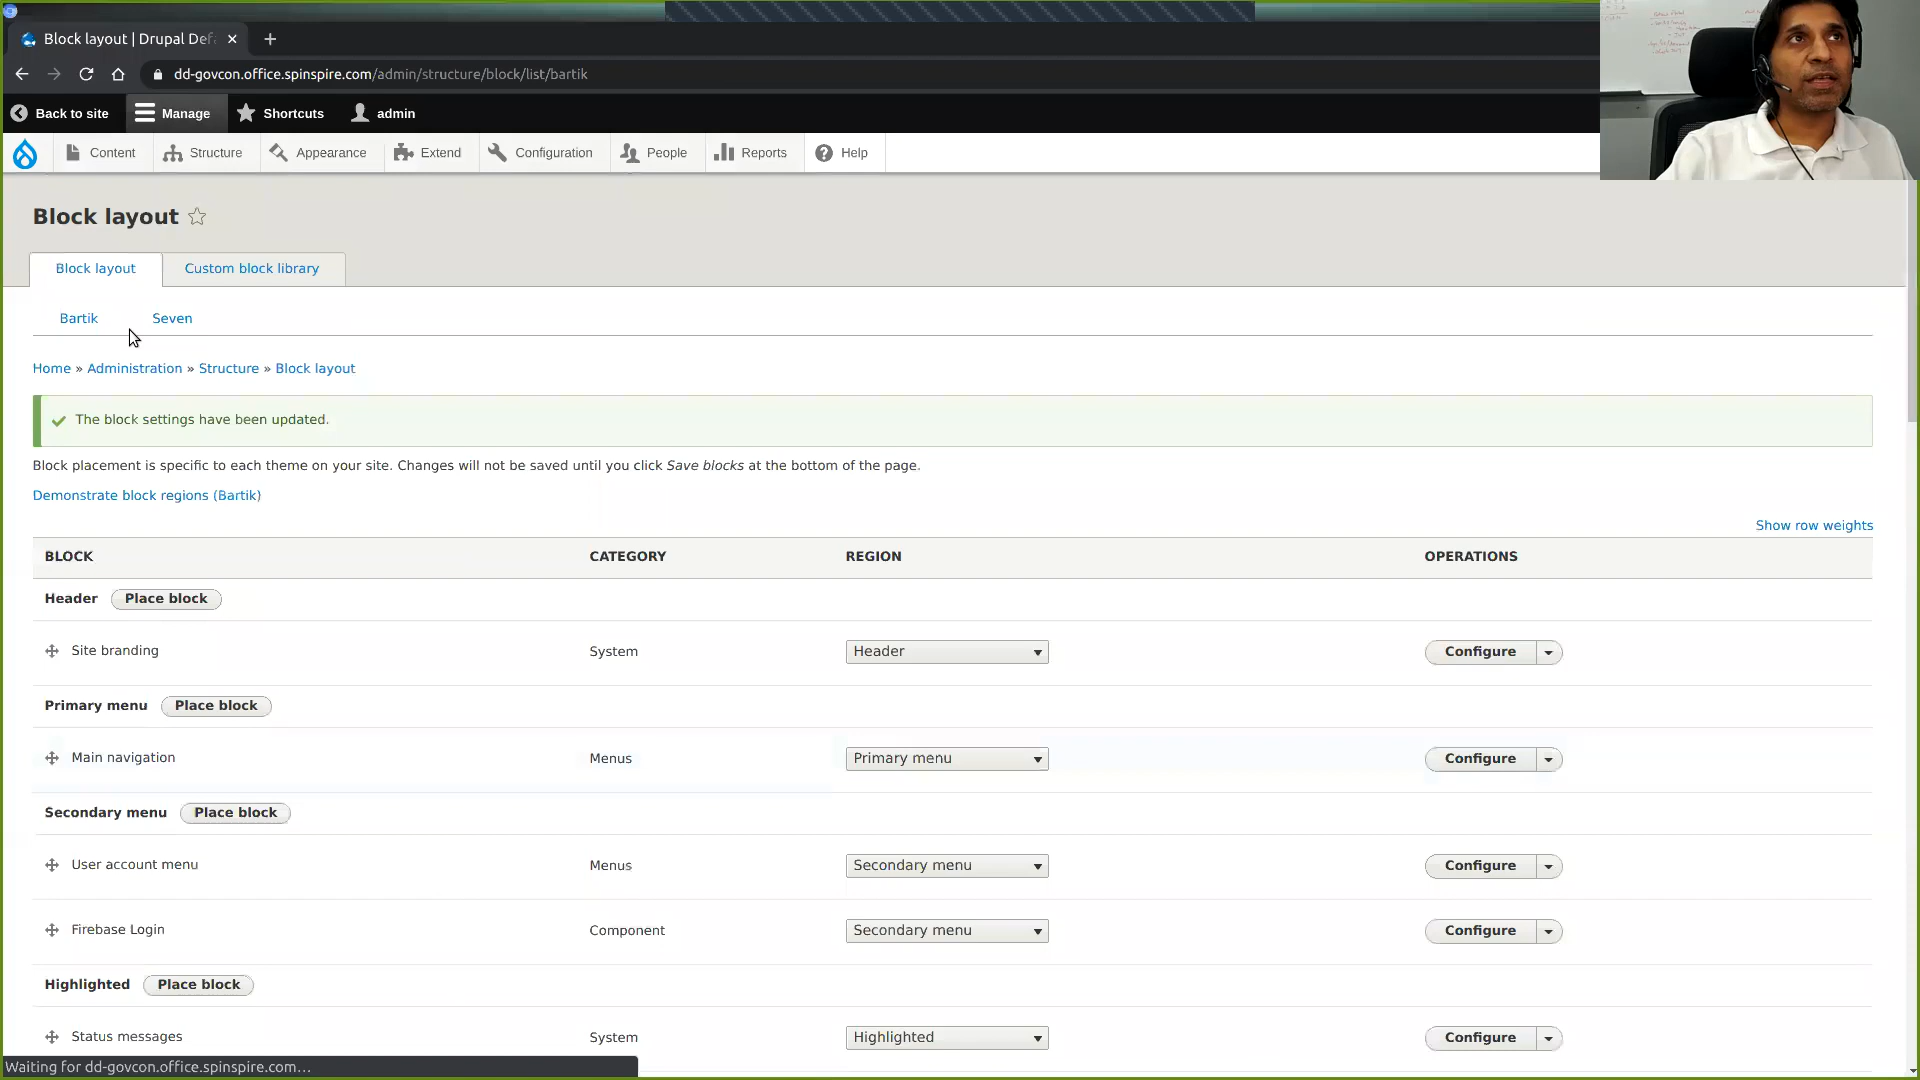 Block layout | Drupal Def
dd-govcon.office.spinspire.com/admin/structure/block/list/bartik
Back to site Manage Shortcuts admin
Content Structure Appearance Extend Configuration People Reports Help
Block layout
Block layout Custom block library
Bartik Seven
Home » Administration » Structure » Block layout
The block settings have been updated.
Block placement is specific to each theme on your site. Changes will not be saved until you click Save blocks at the bottom of the page.
Demonstrate block regions (Bartik)
Show row weights
BLOCK CATEGORY REGION OPERATIONS
Header Place block
Site branding System Header Configure
Primary menu Place block
Main navigation Menus Primary menu Configure
Secondary menu Place block
User account menu Menus Secondary menu Configure
Firebase Login Component Secondary menu Configure
Highlighted Place block
Status messages System Highlighted Configure
Waiting for dd-govcon.office.spinspire.com…